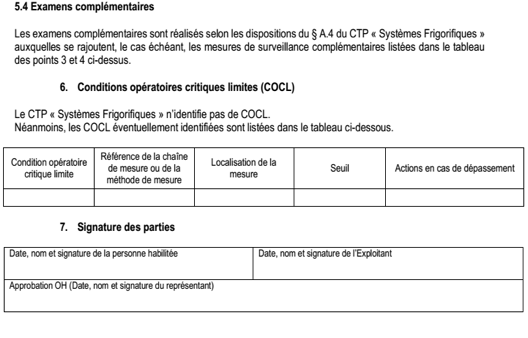 5.4 Examens complémentaires
Les examens complémentaires sont réalisés selon les dispositions du § A.4 du CTP « Systèmes Frigorifiques »
auxquelles se rajoutent, le cas échéant, les mesures de surveillance complémentaires listées dans le tableau
des points 3 et 4 ci-dessus.
6. Conditions opératoires critiques limites (COCL)
Le CTP « Systèmes Frigorifiques » n'identifie pas de COCL.
Néanmoins, les COCL éventuellement identifiées sont listées dans le tableau ci-dessous.
Condition opératoire
critique limite
Référence de la chaîne
de mesure ou de la
méthode de mesure
Localisation de la
mesure
Seuil
Actions en cas de dépassement
7. Signature des parties
Date, nom et signature de la personne habilitée
Date, nom et signature de l'Exploitant
Approbation OH (Date, nom et signature du représentant)